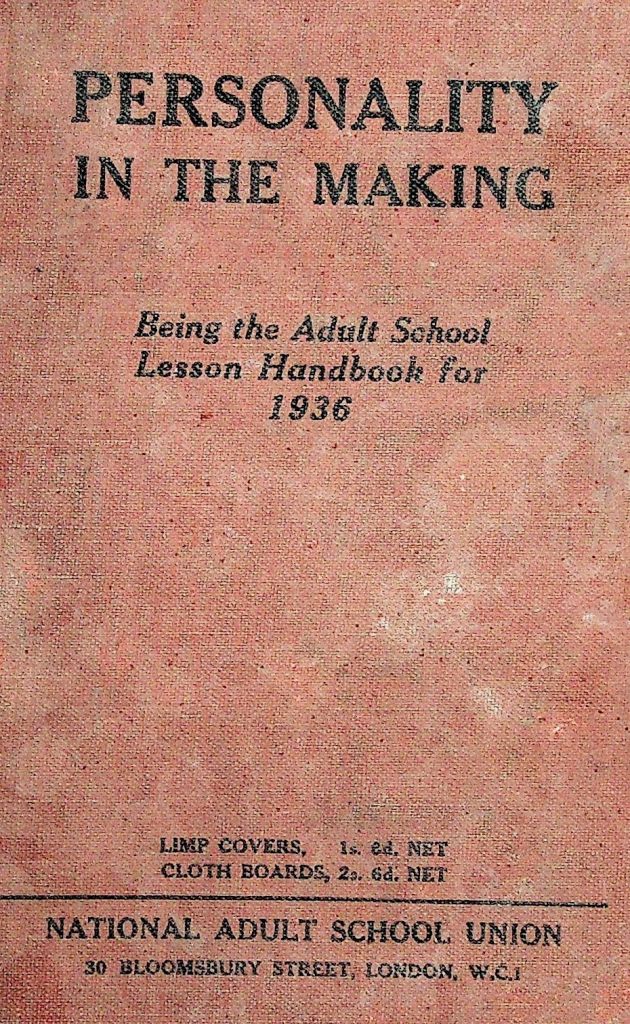 PERSONALITY
IN THE MAKING
Being the Adult School
Lesson Handbook for
1936
LIMP COVERS, 1s. 6d. NET
CLOTH BOARDS, 2s. 6d. NET
NATIONAL ADULT SCHOOL UNION
30 BLOOMSBURY STREET, LONDON, W.C.1